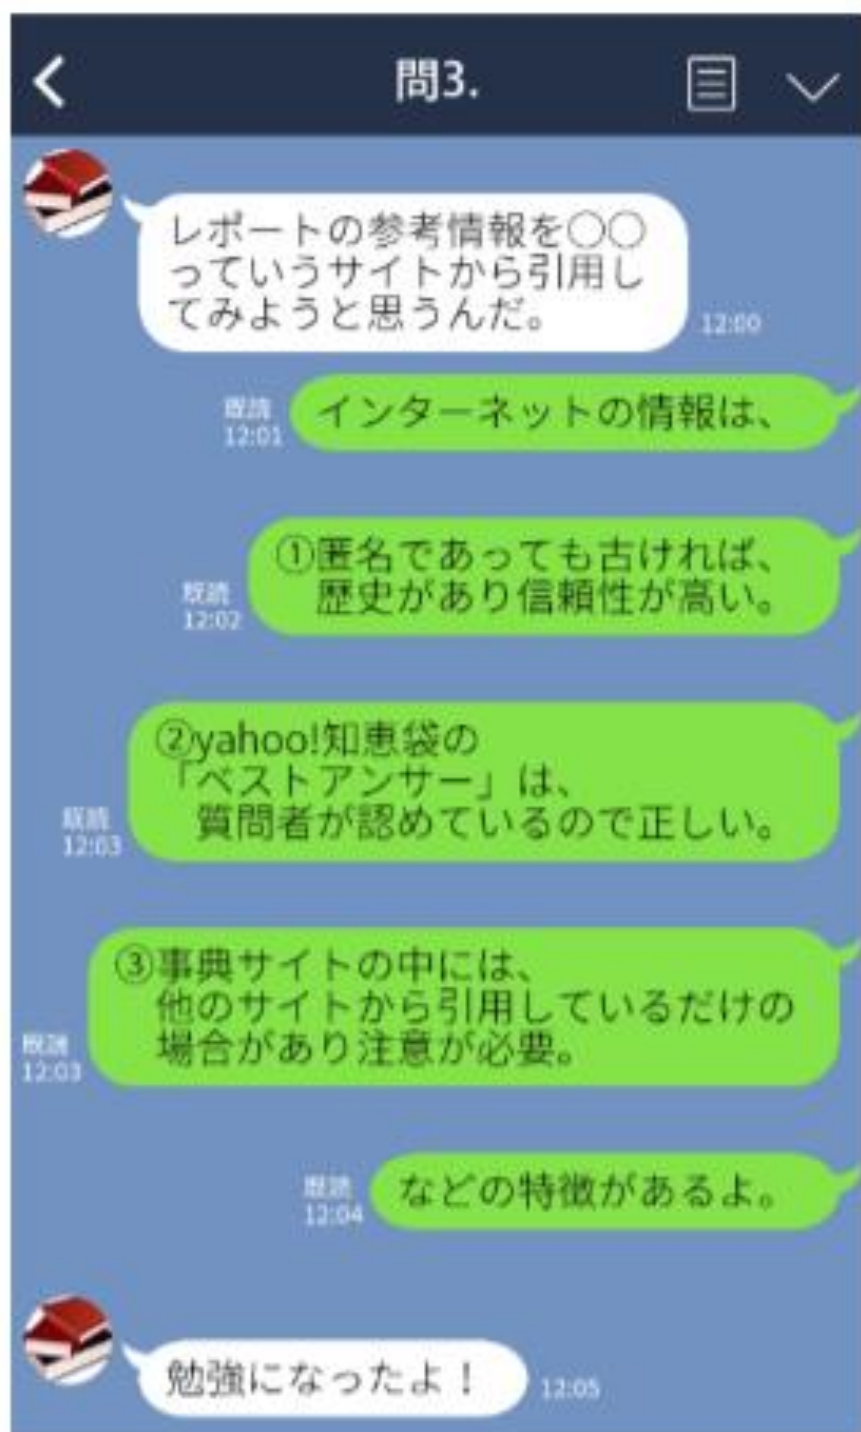 問3.
レポートの参考情報を○○
っていうサイトから引用し
てみようと思うんだ。
12:00
既読
12:01
インターネットの情報は、
①匿名であっても古ければ、
歴史があり信頼性が高い。
既読
12:02
②yahoo!知恵袋の
「ベストアンサー」は、
質問者が認めているので正しい。
既読
12:03
③事典サイトの中には、
他のサイトから引用しているだけの
場合があり注意が必要。
既読
12:03
既読
12:04
などの特徴があるよ。
勉強になったよ！
12:05